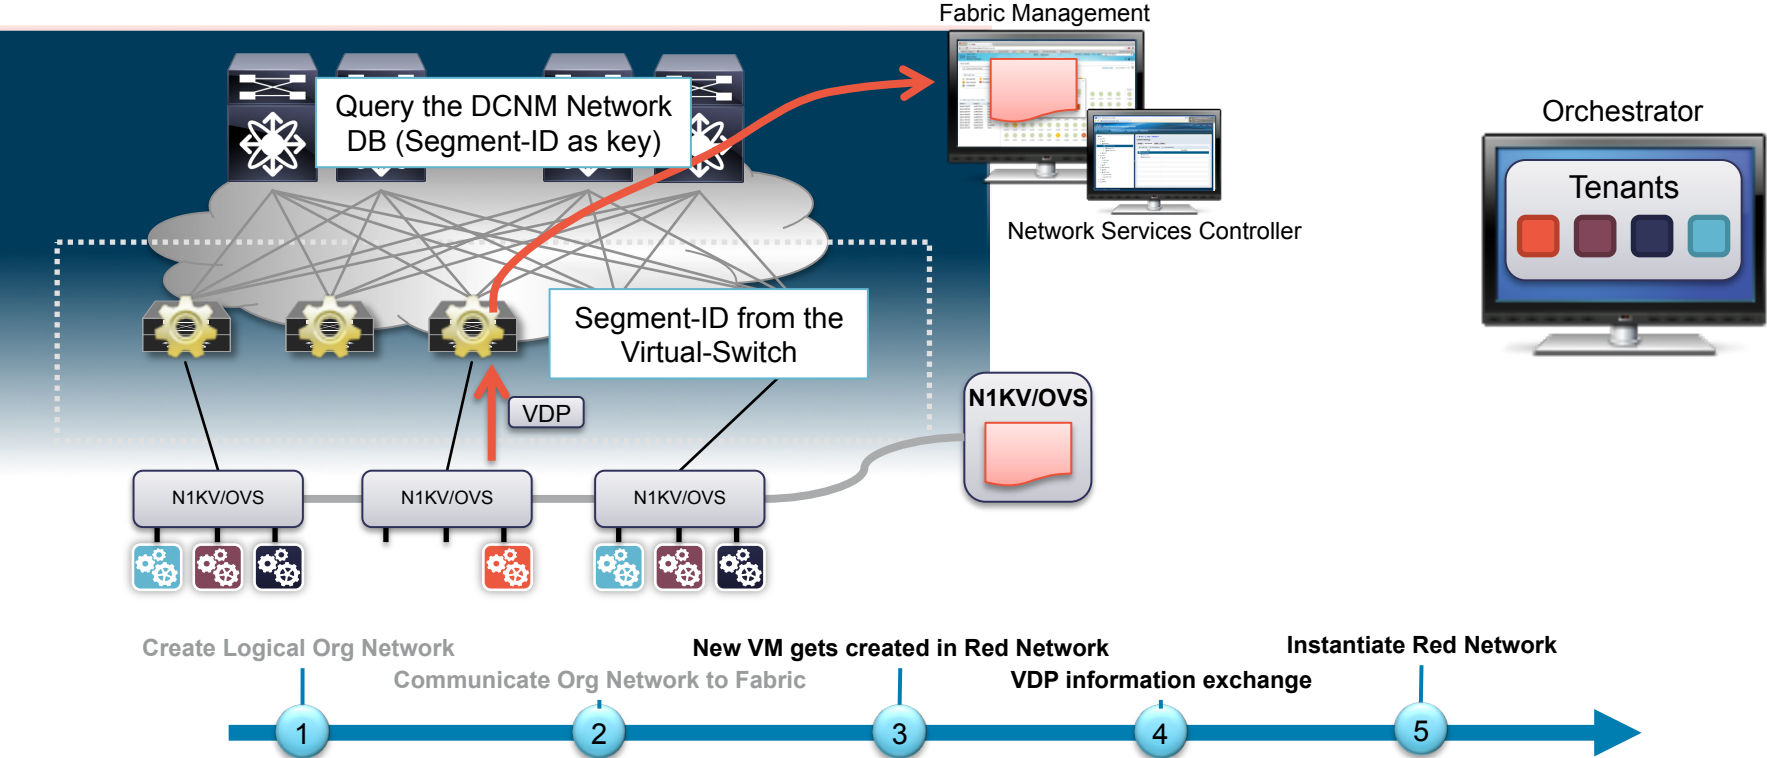 Fabric Management
Query the DCNM Network
DB (Segment-ID as key)
Orchestrator
Tenants
Network Services Controller
Segment-ID from the
Virtual-Switch
VDP
N1KV/OVS
N1KV/OVS
N1KV/OVS
N1KV/OVS
Create Logical Org Network
New VM gets created in Red Network
Instantiate Red Network
Communicate Org Network to Fabric
VDP information exchange
1
2
3
4
5